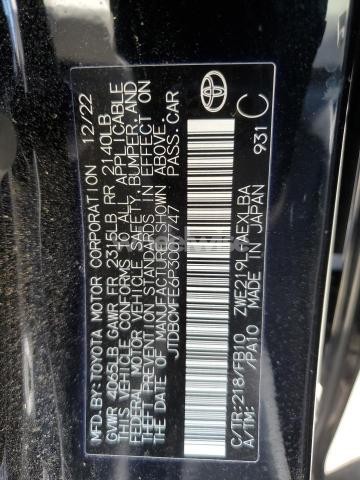 MFD.BY:TOYOTA MOTOR CORPORATION 12/22
GVWR 4065LB GAWR FR 2315LB RR 2140LB
THIS VEHICLE CONFORMS TO ALL APPLICABLE
FEDERAL MOTOR VEHICLE SAFETY,BUMPER,AND
THEFT PREVENTION STANDARDS IN EFFECT ON
THE DATE OF MANUFACTURE SHOWN ABOVE.
PASS.CAR
C/TR:218/FB10 ZWE219L-AEXLBA
A/TM: /PA10 MADE IN JAPAN 931
C